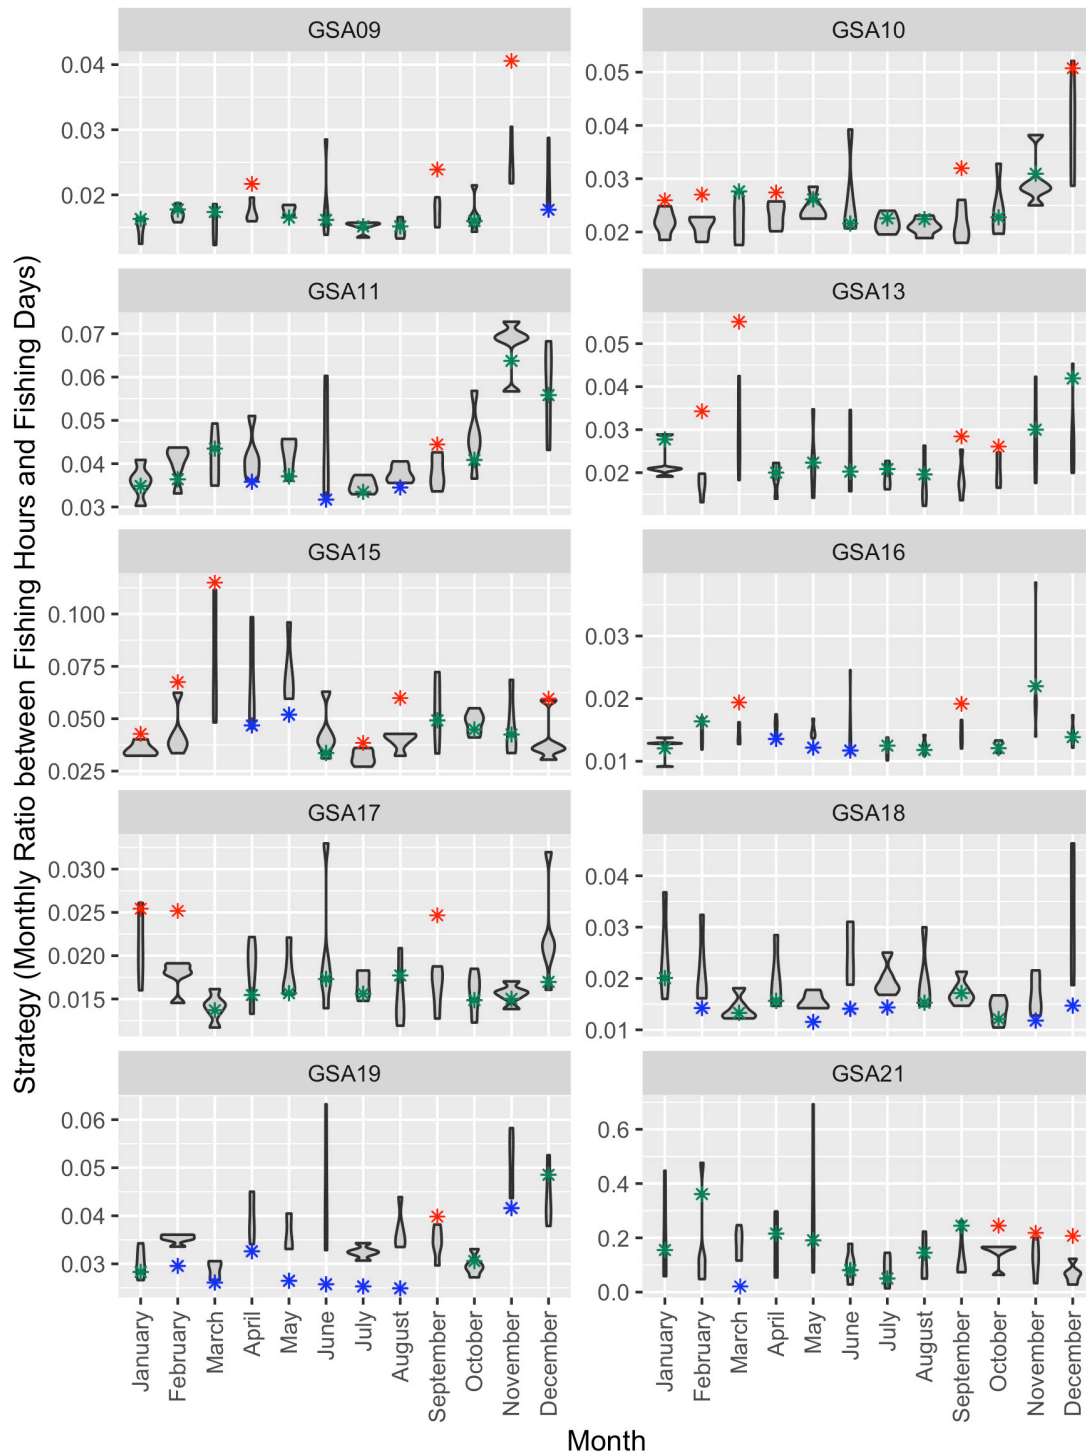 GSA09
GSA10
0.04
0.03
0.02
0.05
0.04
0.03
0.02
GSA11
GSA13
0.07
0.06
0.05
0.04
0.03
0.05
0.04
0.03
0.02
GSA15
GSA16
0.100
0.075
0.050
0.025
0.03
0.02
0.01
GSA17
GSA18
0.030
0.025
0.020
0.015
0.04
0.03
0.02
0.01
GSA19
GSA21
0.06
0.05
0.04
0.03
0.6
0.4
0.2
0.0
Strategy (Monthly Ratio between Fishing Hours and Fishing Days)
January
February
March
April
May
June
July
August
September
October
November
December
January
February
March
April
May
June
July
August
September
October
November
December
Month